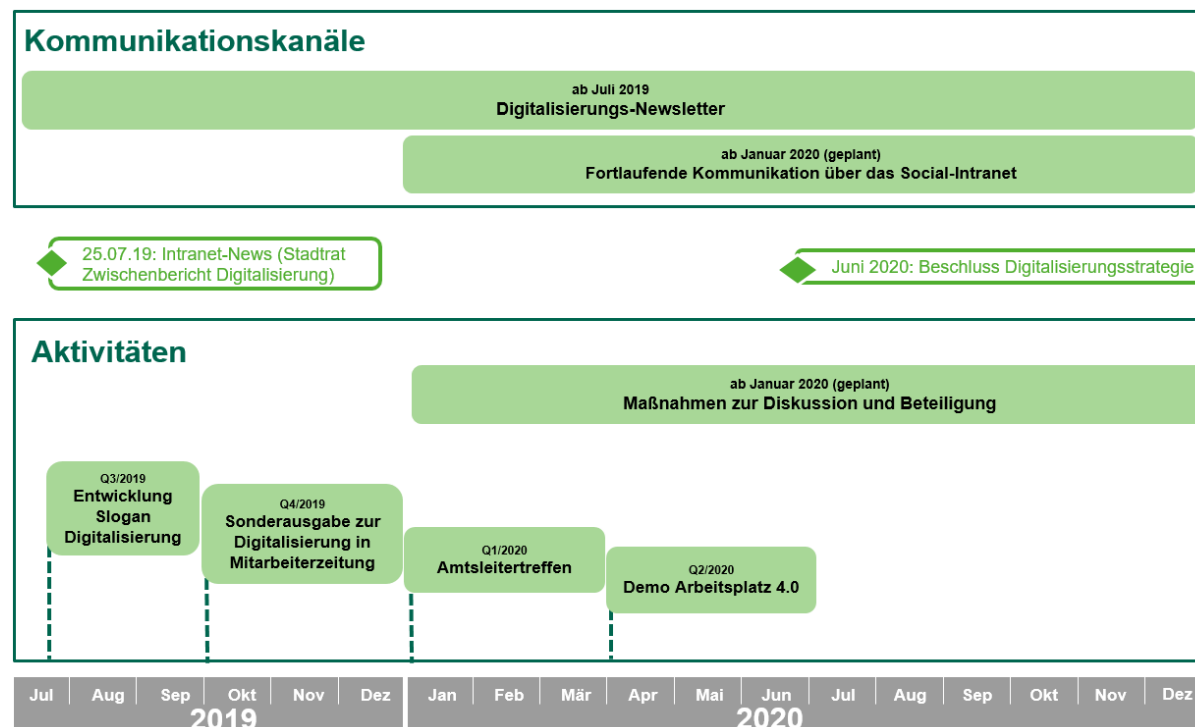 Kommunikationskanäle
ab Juli 2019
Digitalisierungs-Newsletter
ab Januar 2020 (geplant)
Fortlaufende Kommunikation über das Social-Intranet
25.07.19: Intranet-News (Stadtrat
Zwischenbericht Digitalisierung)
Juni 2020: Beschluss Digitalisierungsstrategie
Aktivitäten
ab Januar 2020 (geplant)
Maßnahmen zur Diskussion und Beteiligung
Q3/2019
Entwicklung
Slogan
Digitalisierung
Q4/2019
Sonderausgabe zur
Digitalisierung in
Mitarbeiterzeitung
Q1/2020
Amtsleitertreffen
Q2/2020
Demo Arbeitsplatz 4.0
Jul Aug Sep Okt Nov Dez Jan Feb Mär Apr Mai Jun Jul Aug Sep Okt Nov Dez
2019 2020